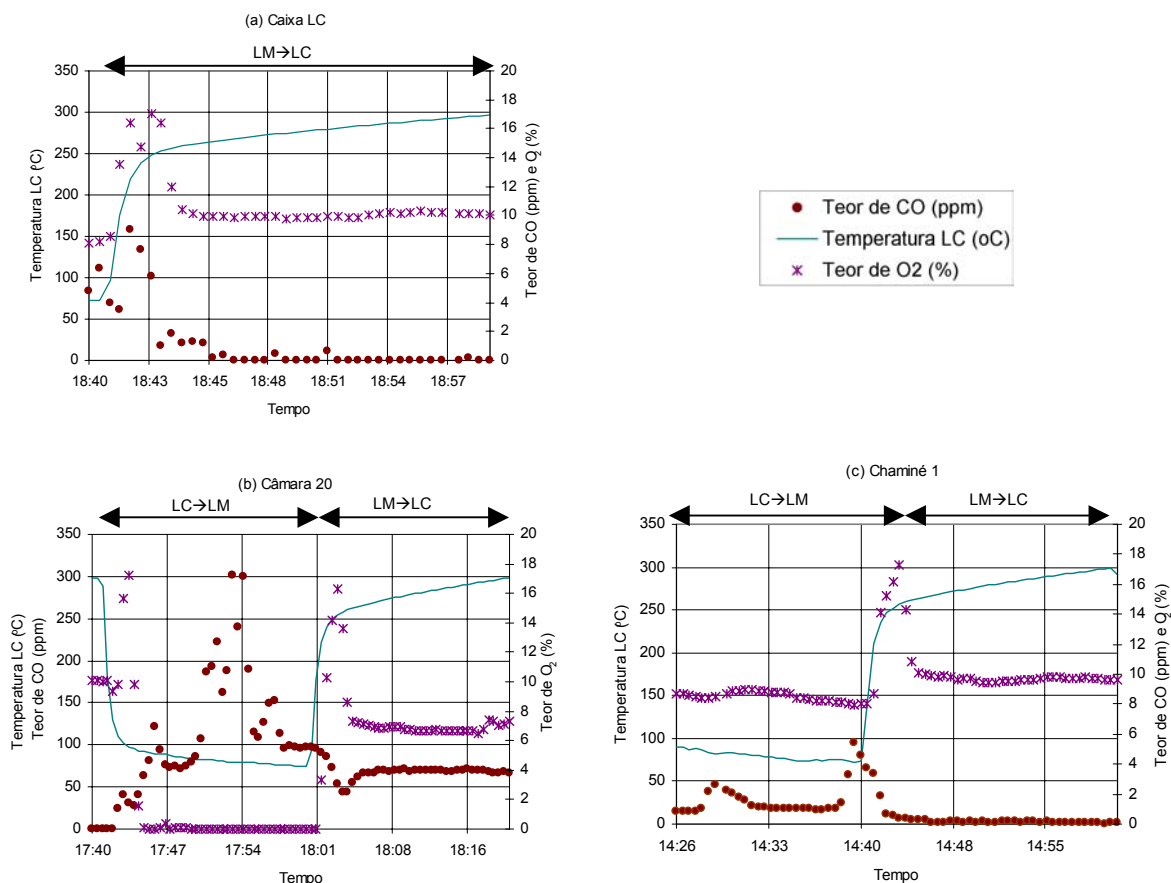 (a) Caixa LC
LM→LC
350
300
250
200
150
100
50
0
Temperatura LC (ºC)
20
18
16
14
12
10
8
6
4
2
0
Teor de CO (ppm) e O2 (%)
18:40 18:43 18:45 18:48 18:51 18:54 18:57
Tempo
Teor de CO (ppm)
Temperatura LC (oC)
Teor de O2 (%)
(b) Câmara 20
LC→LM LM→LC
350
300
250
200
150
100
50
0
Temperatura LC (ºC)
Teor de CO (ppm)
20
18
16
14
12
10
8
6
4
2
0
Teor de O2 (%)
17:40 17:47 17:54 18:01 18:08 18:16
Tempo
(c) Chaminé 1
LC→LM LM→LC
350
300
250
200
150
100
50
0
Temperatura LC (ºC)
20
18
16
14
12
10
8
6
4
2
0
Teor de CO (ppm) e O2 (%)
14:26 14:33 14:40 14:48 14:55
Tempo